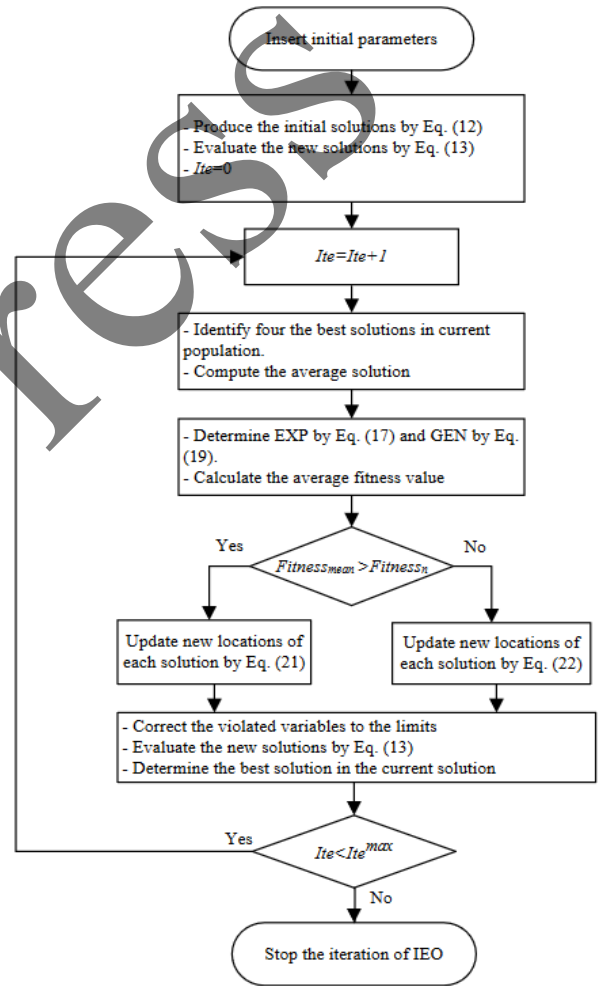 Insert initial parameters
- Produce the initial solutions by Eq. (12)
- Evaluate the new solutions by Eq. (13)
- Ite=0
Ite=Ite+1
- Identify four the best solutions in current
population.
- Compute the average solution
- Determine EXP by Eq. (17) and GEN by Eq.
(19).
- Calculate the average fitness value
Yes
No
Fitnessmean>Fitnessn
Update new locations of
each solution by Eq. (21)
Update new locations of
each solution by Eq. (22)
- Correct the violated variables to the limits
- Evaluate the new solutions by Eq. (13)
- Determine the best solution in the current solution
Yes
Ite<Ite^max
No
Stop the iteration of IEO
ress